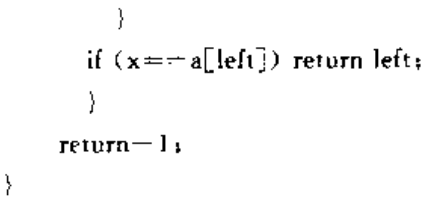 }
if (x==a[left]) return left;
}
return-1;
}